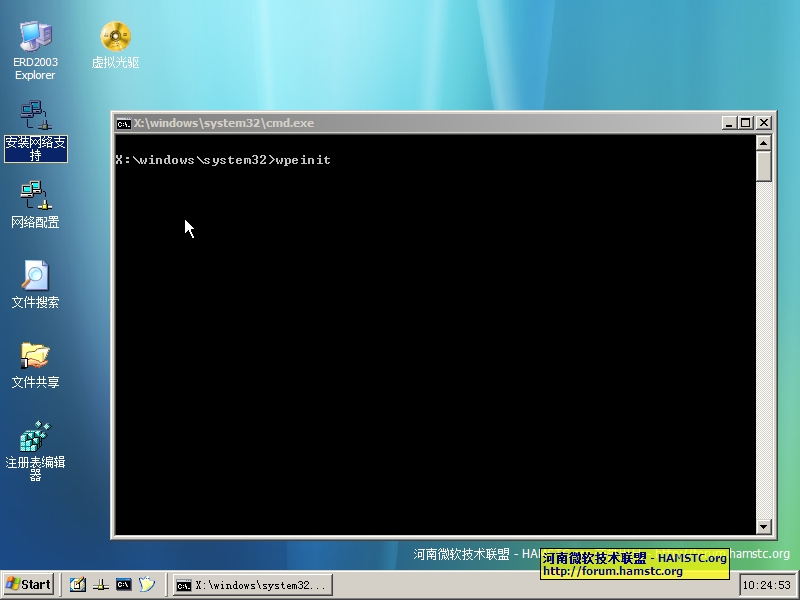 ERD2003
Explorer
虚拟光驱
安装网络支
持
网络配置
文件搜索
文件共享
注册表编辑
器
X:\windows\system32\cmd.exe
X:\windows\system32>wpeinit
河南微软技术联盟 - HA
hamstc.org
河南微软技术联盟 - HAMSTC.org
http://forum.hamstc.org
Start
X:\windows\system32...
10:24:53